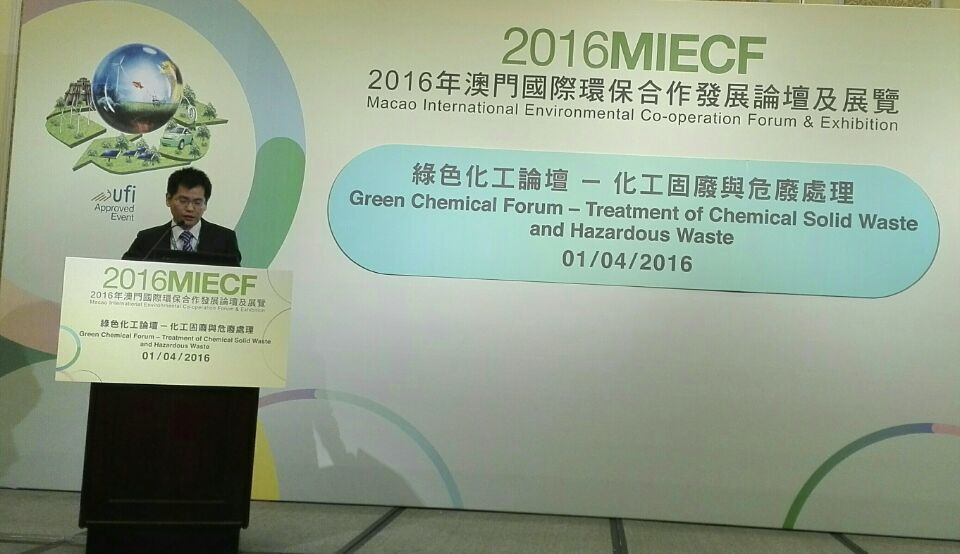 2016MIECF
2016年澳門國際環保合作發展論壇及展覽
Macao International Environmental Co-operation Forum & Exhibition
綠色化工論壇 － 化工固廢與危廢處理
Green Chemical Forum – Treatment of Chemical Solid Waste
and Hazardous Waste
01/04/2016
ufi
Approved
Event
2016MIECF
2016年澳門國際環保合作發展論壇及展覽
Macao International Environmental Co-operation Forum & Exhibition
綠色化工論壇 － 化工固廢與危廢處理
Green Chemical Forum – Treatment of Chemical Solid Waste
and Hazardous Waste
01/04/2016